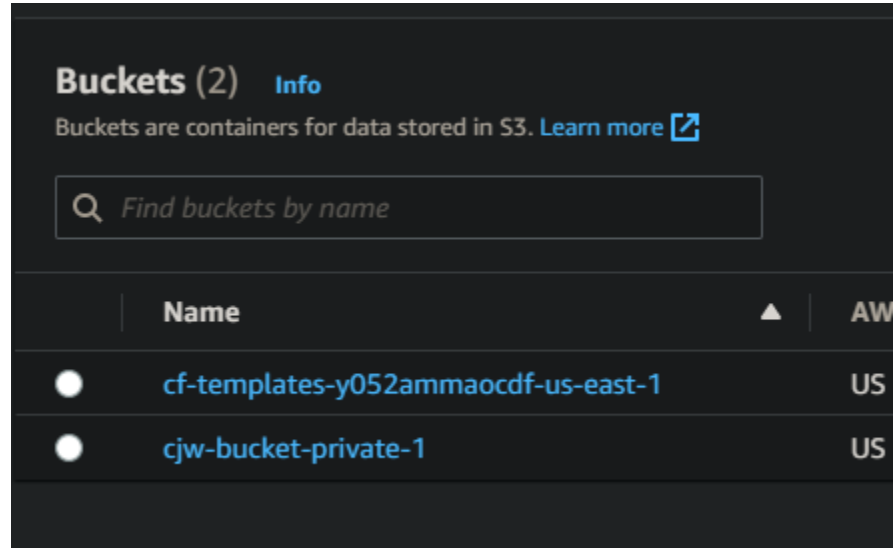 Buckets (2) Info
Buckets are containers for data stored in S3. Learn more
Find buckets by name
Name AW
cf-templates-y052ammaocdf-us-east-1 US
cjw-bucket-private-1 US